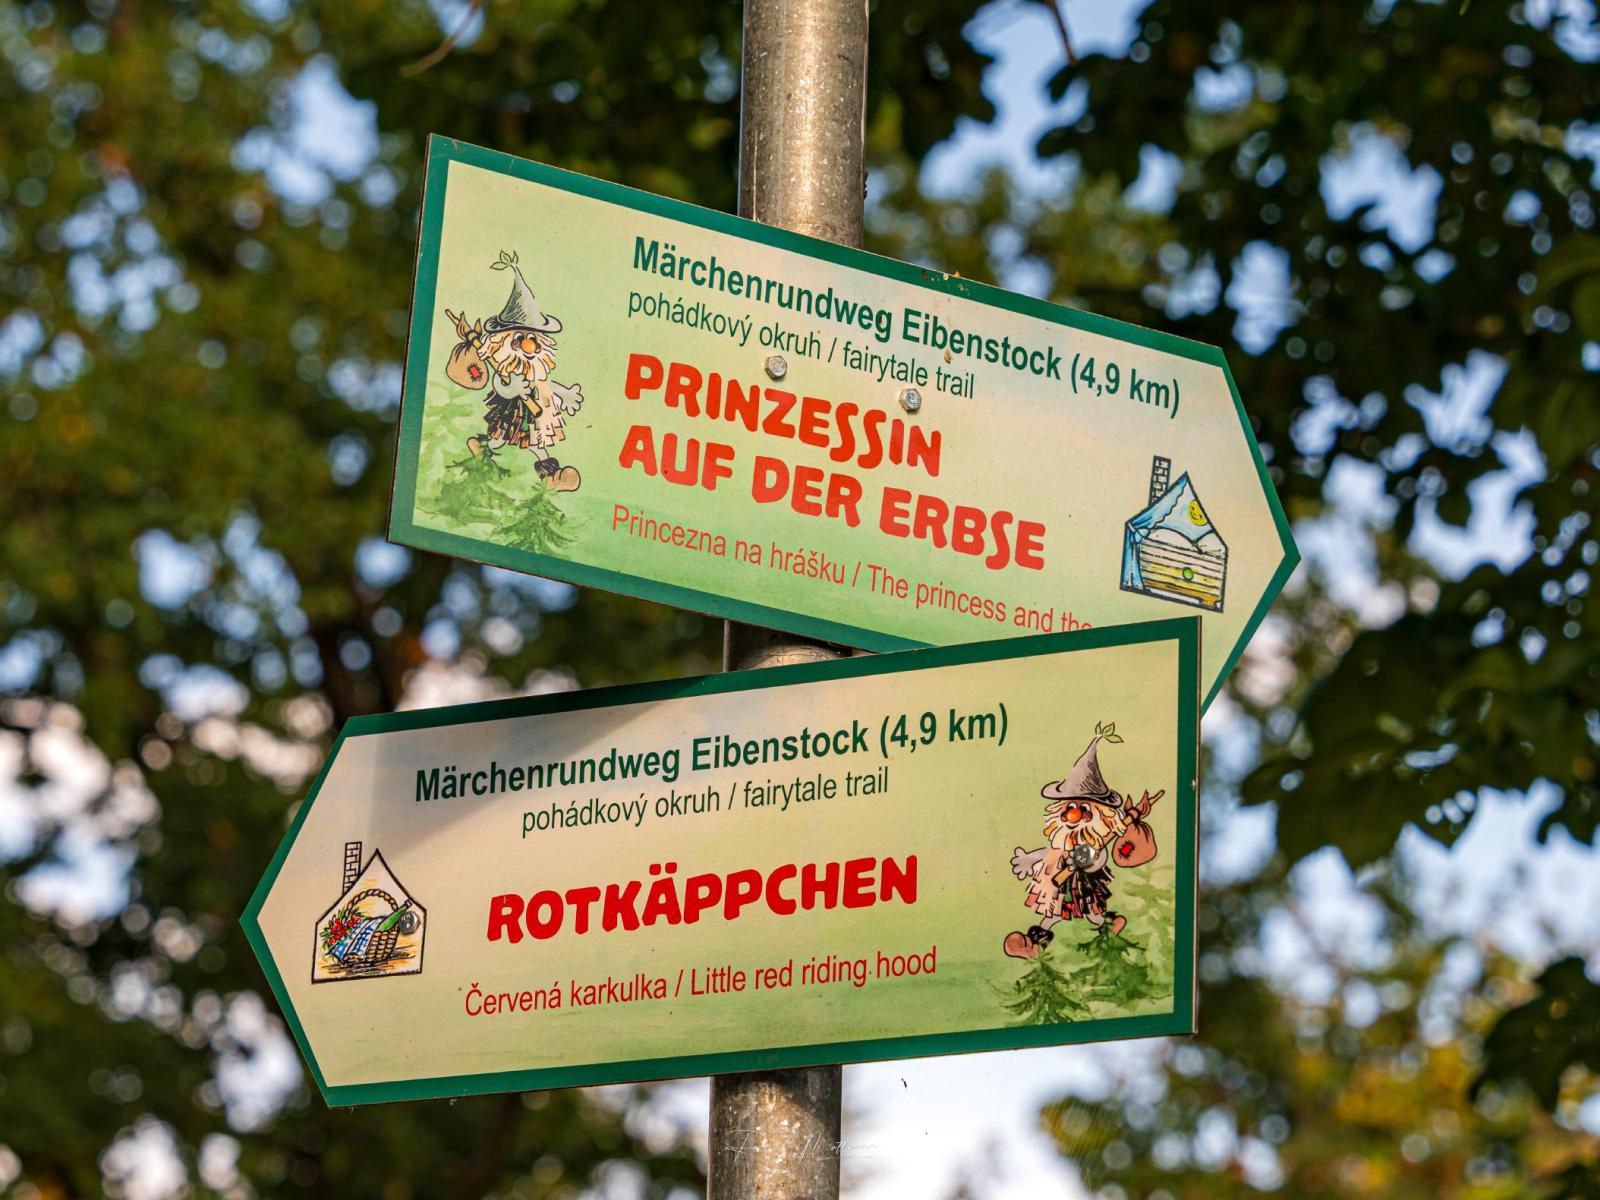 Märchenrundweg Eibenstock (4,9 km)
pohádkový okruh / fairytale trail
PRINZESSIN
AUF DER ERBSE
Princezna na hrášku / The princess and the
Märchenrundweg Eibenstock (4,9 km)
pohádkový okruh / fairytale trail
ROTKÄPPCHEN
Červená karkulka / Little red riding hood